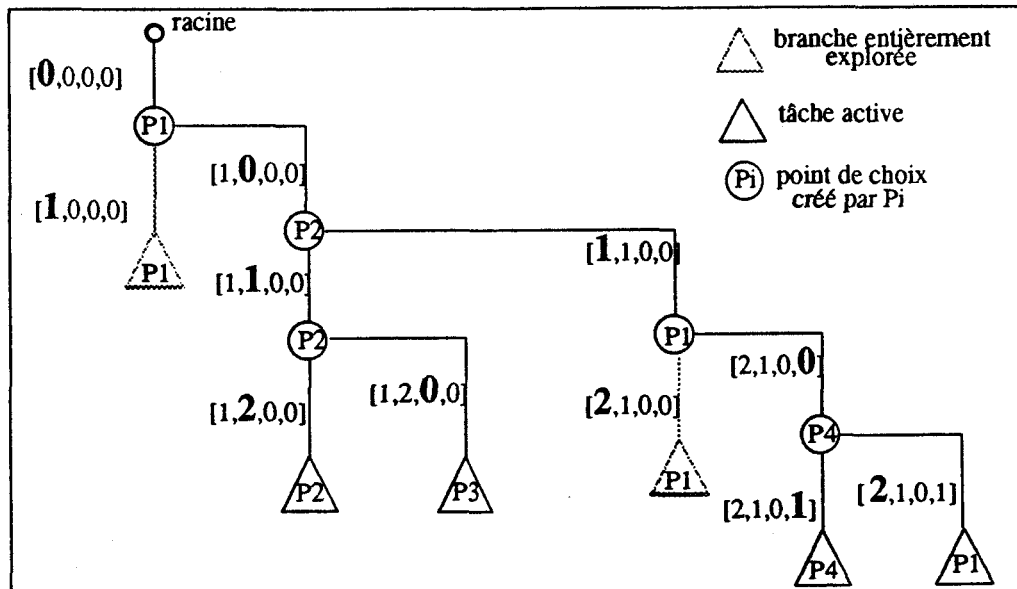 racine
[0,0,0,0]
P1
[1,0,0,0]
[1,0,0,0]
P1
P2
[1,1,0,0]
[1,1,0,0]
P2
P1
[1,2,0,0]
[1,2,0,0]
[2,1,0,0]
[2,1,0,0]
P2
P3
P1
P4
[2,1,0,1]
[2,1,0,1]
P4
P1
branche entièrement
explorée
tâche active
Pi
point de choix
créé par Pi